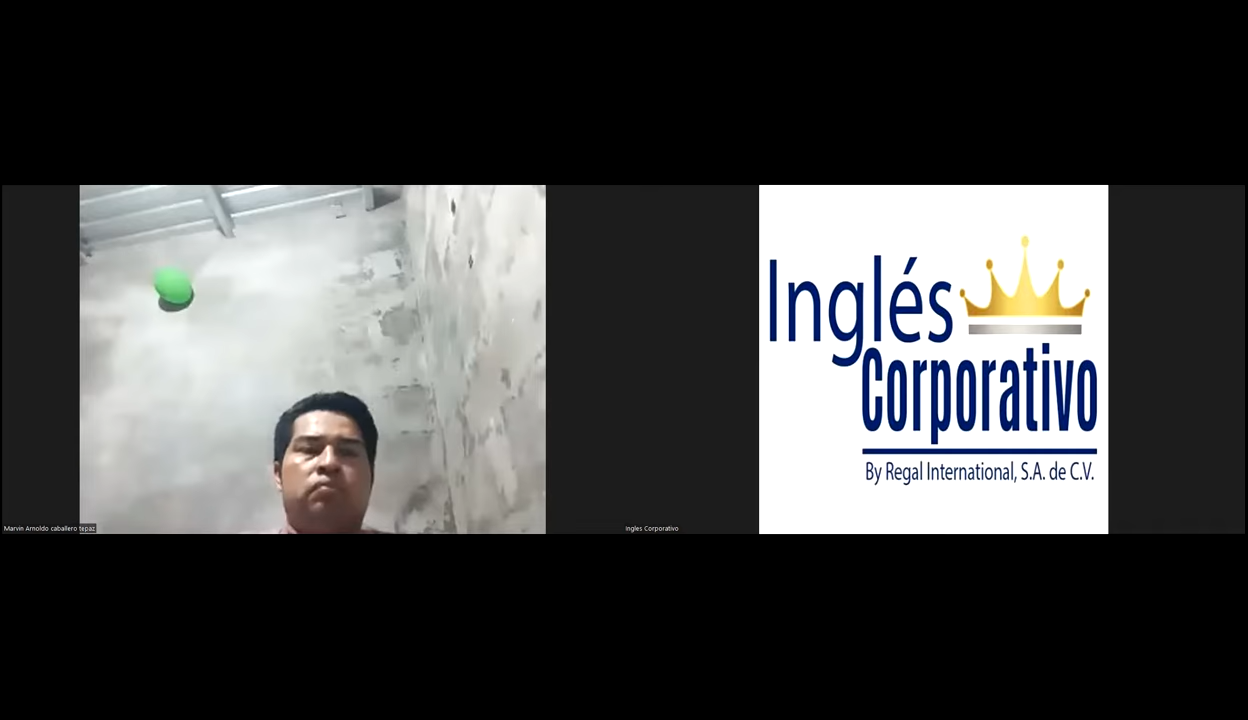 Inglés
Corporativo
By Regal International, S.A. de C.V.
Marvin Arnoldo caballero tepaz
Ingles Corporativo